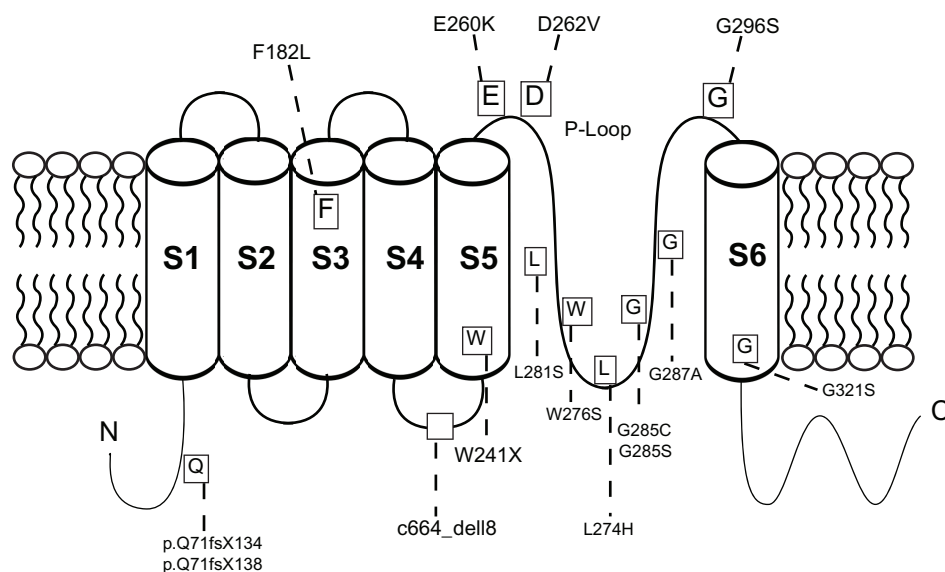 E260K D262V G296S
F182L
E D G
P-Loop
F
S1 S2 S3 S4 S5 S6
G
L
W G
W G
L
L281S G287A
G321S
W276S
N C
G285C
G285S
W241X
Q
c664_dell8 L274H
p.Q71fsX134
p.Q71fsX138